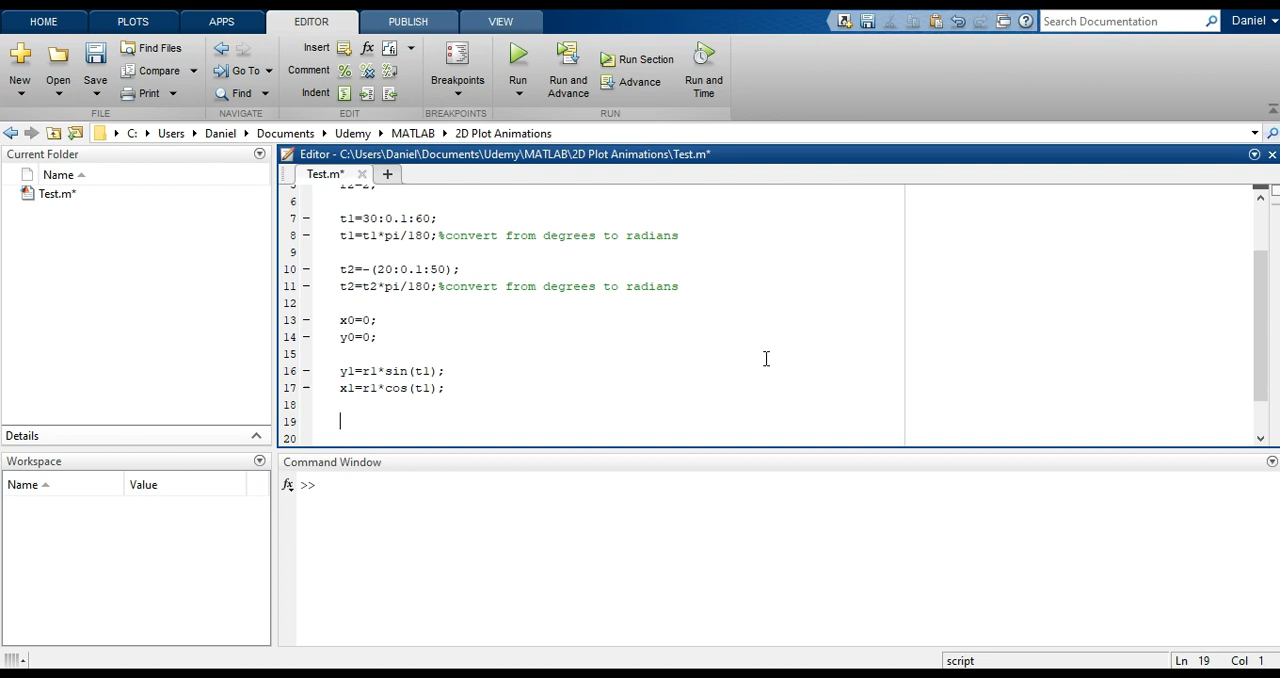 HOME PLOTS APPS EDITOR PUBLISH VIEW Search Documentation Daniel
New Open Save Find Files Compare Print
FILE
Go To Find
NAVIGATE
Insert fx
Comment %
Indent
EDIT
Breakpoints
BREAKPOINTS
Run Run and Advance Run Section Advance Run and Time
RUN
C: Users Daniel Documents Udemy MATLAB 2D Plot Animations
Current Folder
Name
Test.m*
Details
Workspace
Name Value
Editor - C:\Users\Daniel\Documents\Udemy\MATLAB\2D Plot Animations\Test.m*
Test.m* +
6
7 – t1=30:0.1:60;
8 – t1=t1*pi/180;%convert from degrees to radians
9
10 – t2=-(20:0.1:50);
11 – t2=t2*pi/180;%convert from degrees to radians
12
13 – x0=0;
14 – y0=0;
15
16 – y1=r1*sin(t1);
17 – x1=r1*cos(t1);
18
19
20
Command Window
fx >>
script Ln 19 Col 1